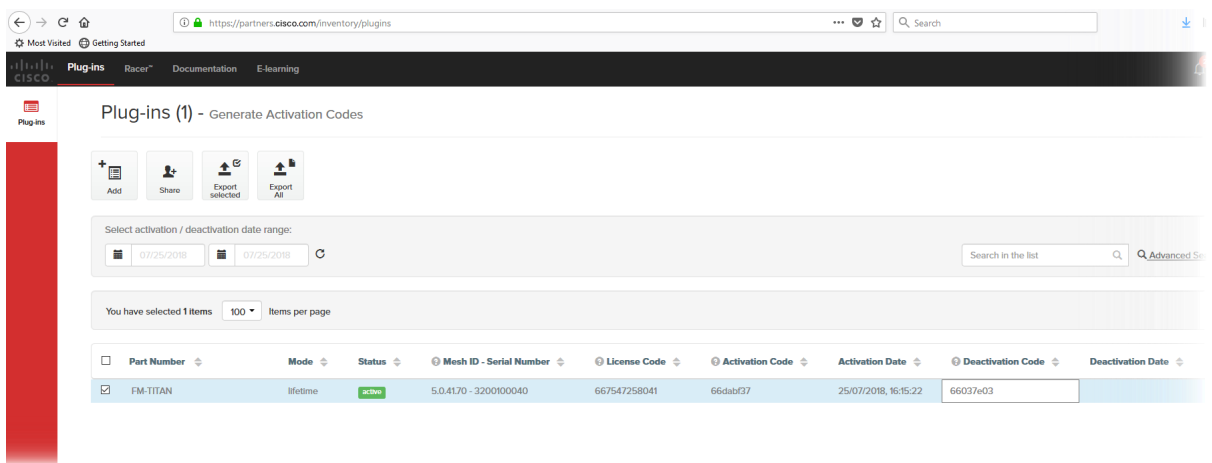 https://partners.cisco.com/inventory/plugins
Search
Most Visited Getting Started
CISCO Plug-ins Racer™ Documentation E-learning
Plug-ins
Plug-ins (1) - Generate Activation Codes
Add Share Export selected Export All
Select activation / deactivation date range:
07/25/2018 07/25/2018 Search in the list Advanced Se
You have selected 1 items 100 Items per page
Part Number Mode Status Mesh ID - Serial Number License Code Activation Code Activation Date Deactivation Code Deactivation Date
FM-TITAN lifetime active 5.0.41.70 - 3200100040 667547258041 66dabf37 25/07/2018, 16:15:22 66037e03